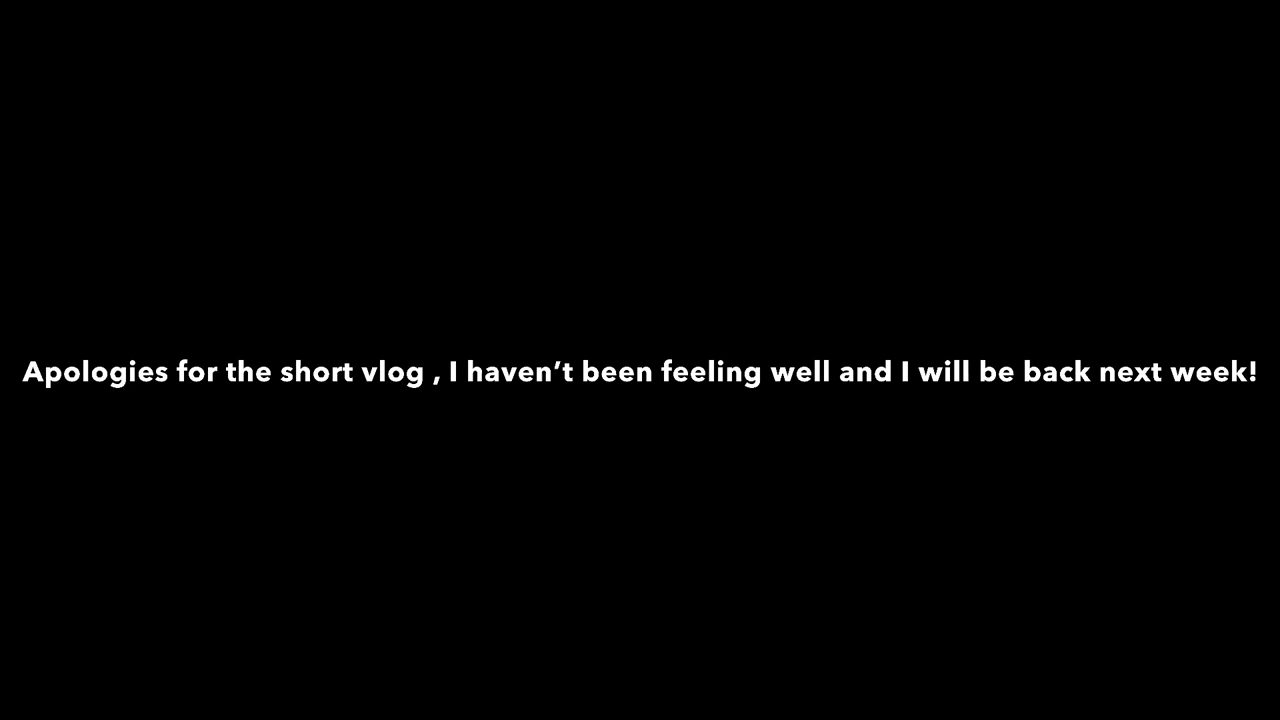 Apologies for the short vlog , I haven’t been feeling well and I will be back next week!